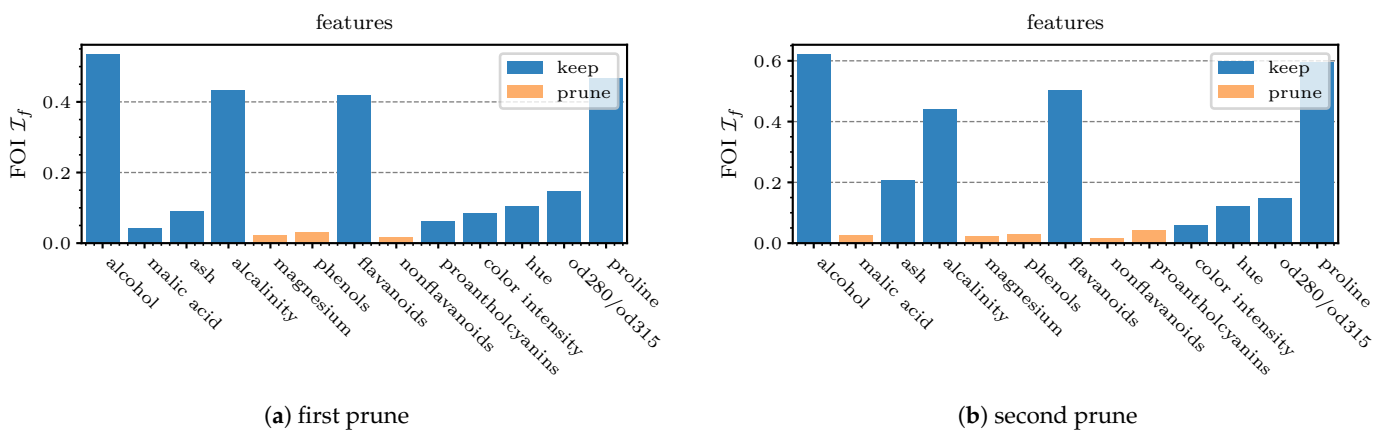 features
FOI 𝓘f
0.4
0.2
0.0
keep
prune
alcohol
malic acid
ash
alcalinity
magnesium
phenols
flavanoids
nonflavanoids
proantholcyanins
color intensity
hue
od280/od315
proline
(a) first prune
features
FOI 𝓘f
0.6
0.4
0.2
0.0
keep
prune
alcohol
malic acid
ash
alcalinity
magnesium
phenols
flavanoids
nonflavanoids
proantholcyanins
color intensity
hue
od280/od315
proline
(b) second prune